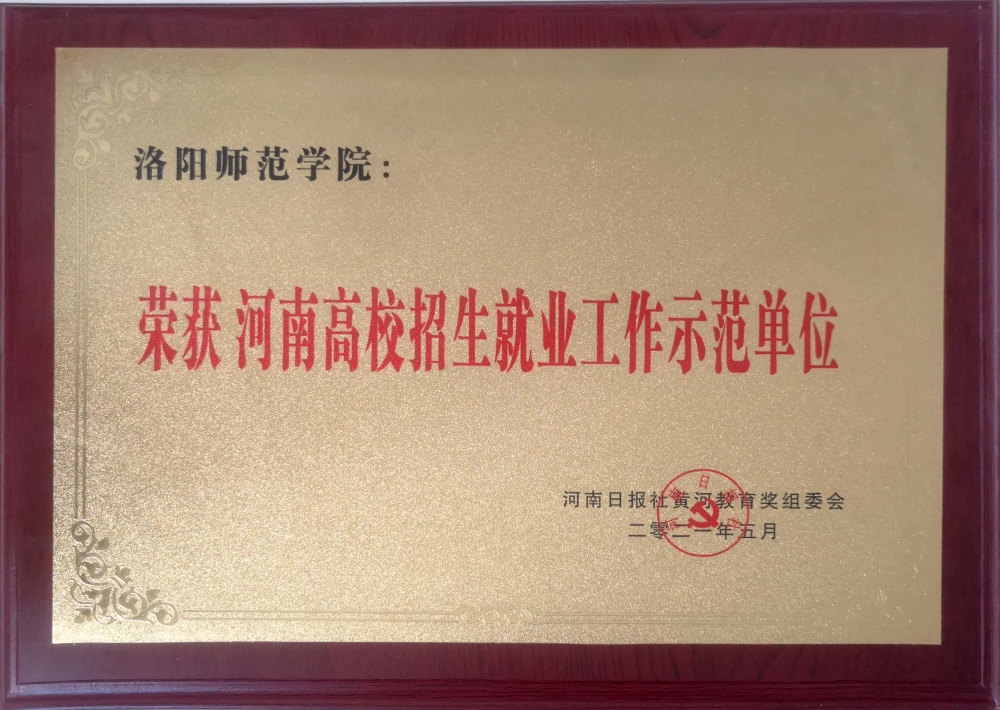 洛阳师范学院：
荣获 河南高校招生就业工作示范单位
河南日报社黄河教育奖组委会
二零二一年五月